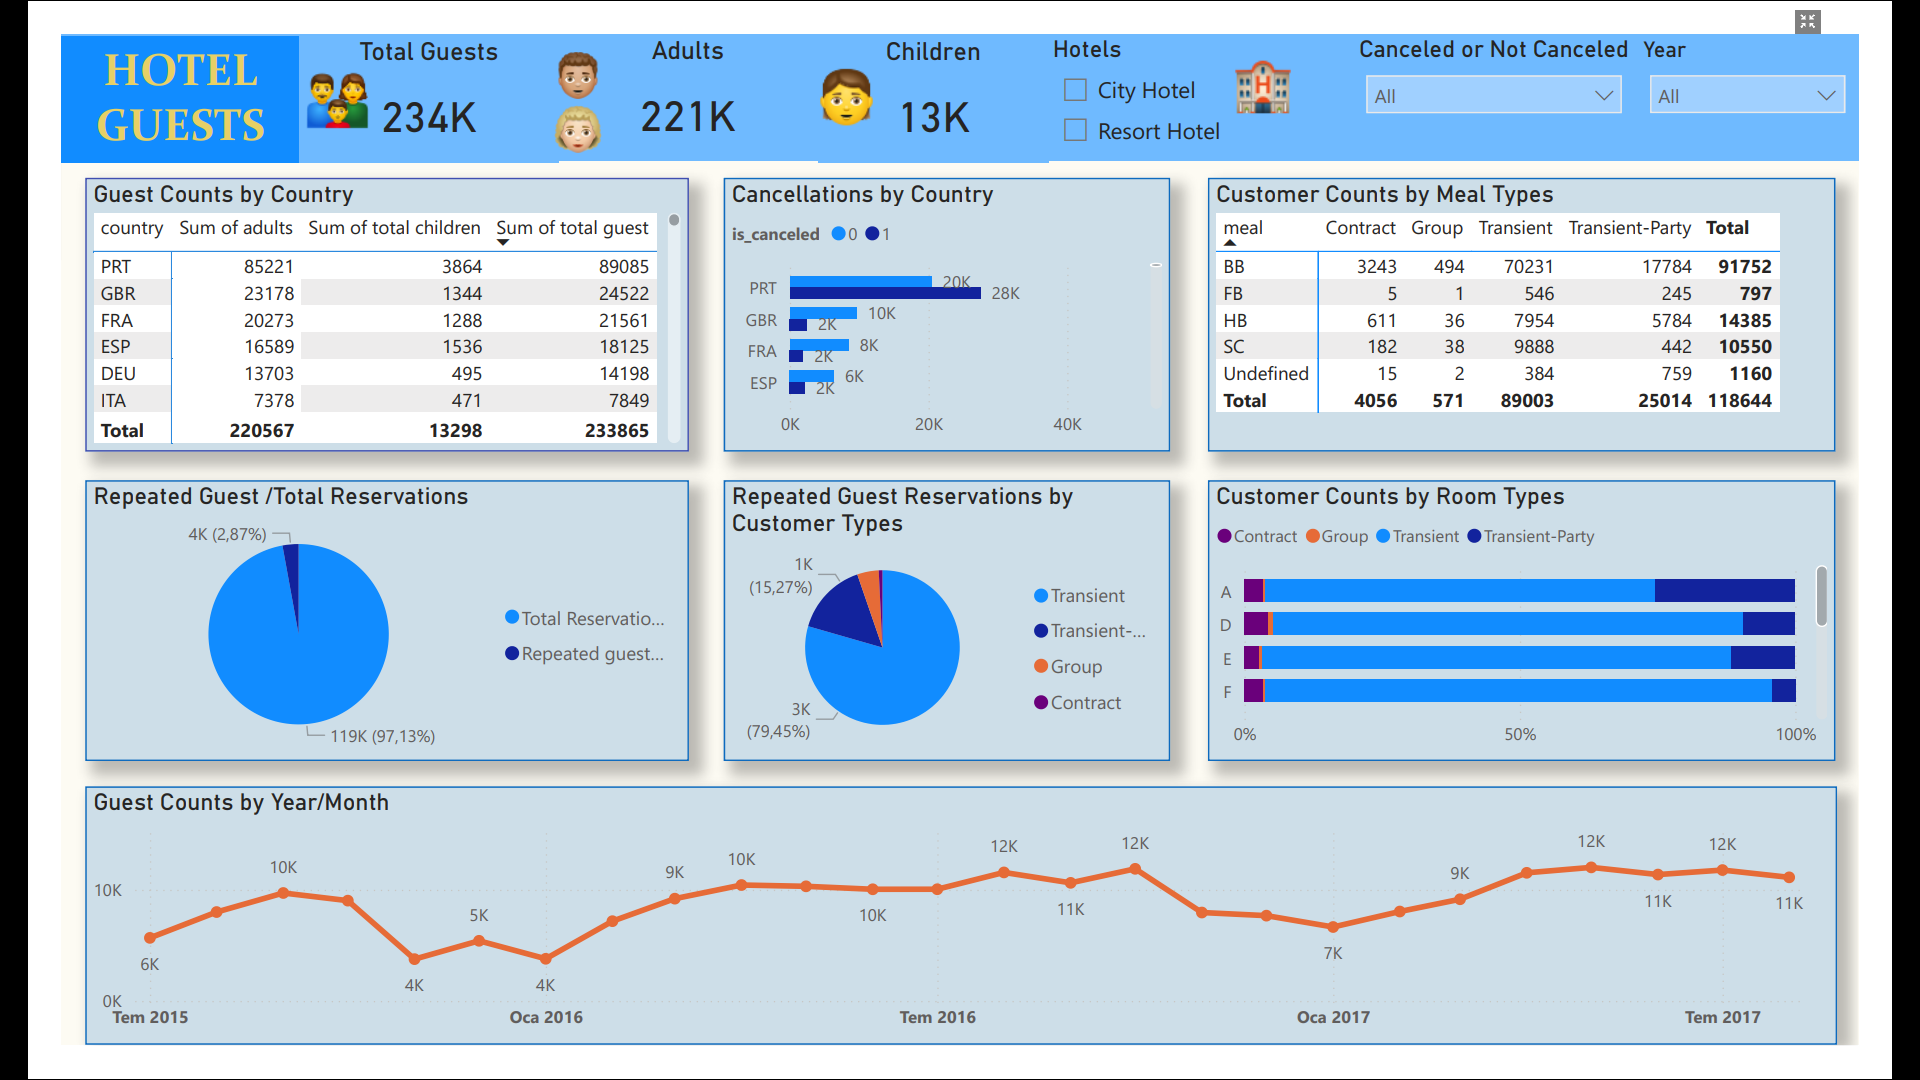 HOTEL
GUESTS
Total Guests
234K
Adults
221K
Children
13K
Hotels
City Hotel
Resort Hotel
H
Canceled or Not Canceled
All
Year
All
Guest Counts by Country
country Sum of adults Sum of total children Sum of total guest
PRT 85221 3864 89085
GBR 23178 1344 24522
FRA 20273 1288 21561
ESP 16589 1536 18125
DEU 13703 495 14198
ITA 7378 471 7849
Total 220567 13298 233865
Cancellations by Country
is_canceled 0 1
PRT 20K 28K
GBR 10K 2K
FRA 8K 2K
ESP 6K 2K
0K 20K 40K
Customer Counts by Meal Types
meal Contract Group Transient Transient-Party Total
BB 3243 494 70231 17784 91752
FB 5 1 546 245 797
HB 611 36 7954 5784 14385
SC 182 38 9888 442 10550
Undefined 15 2 384 759 1160
Total 4056 571 89003 25014 118644
Repeated Guest /Total Reservations
4K (2,87%)
119K (97,13%)
Total Reservatio...
Repeated guest...
Repeated Guest Reservations by
Customer Types
1K
(15,27%)
3K
(79,45%)
Transient
Transient-...
Group
Contract
Customer Counts by Room Types
Contract Group Transient Transient-Party
A
D
E
F
0% 50% 100%
Guest Counts by Year/Month
10K
0K
6K 10K 4K 5K 4K 9K 10K 10K 12K 11K 12K 7K 9K 12K 11K 12K 11K
Tem 2015 Oca 2016 Tem 2016 Oca 2017 Tem 2017